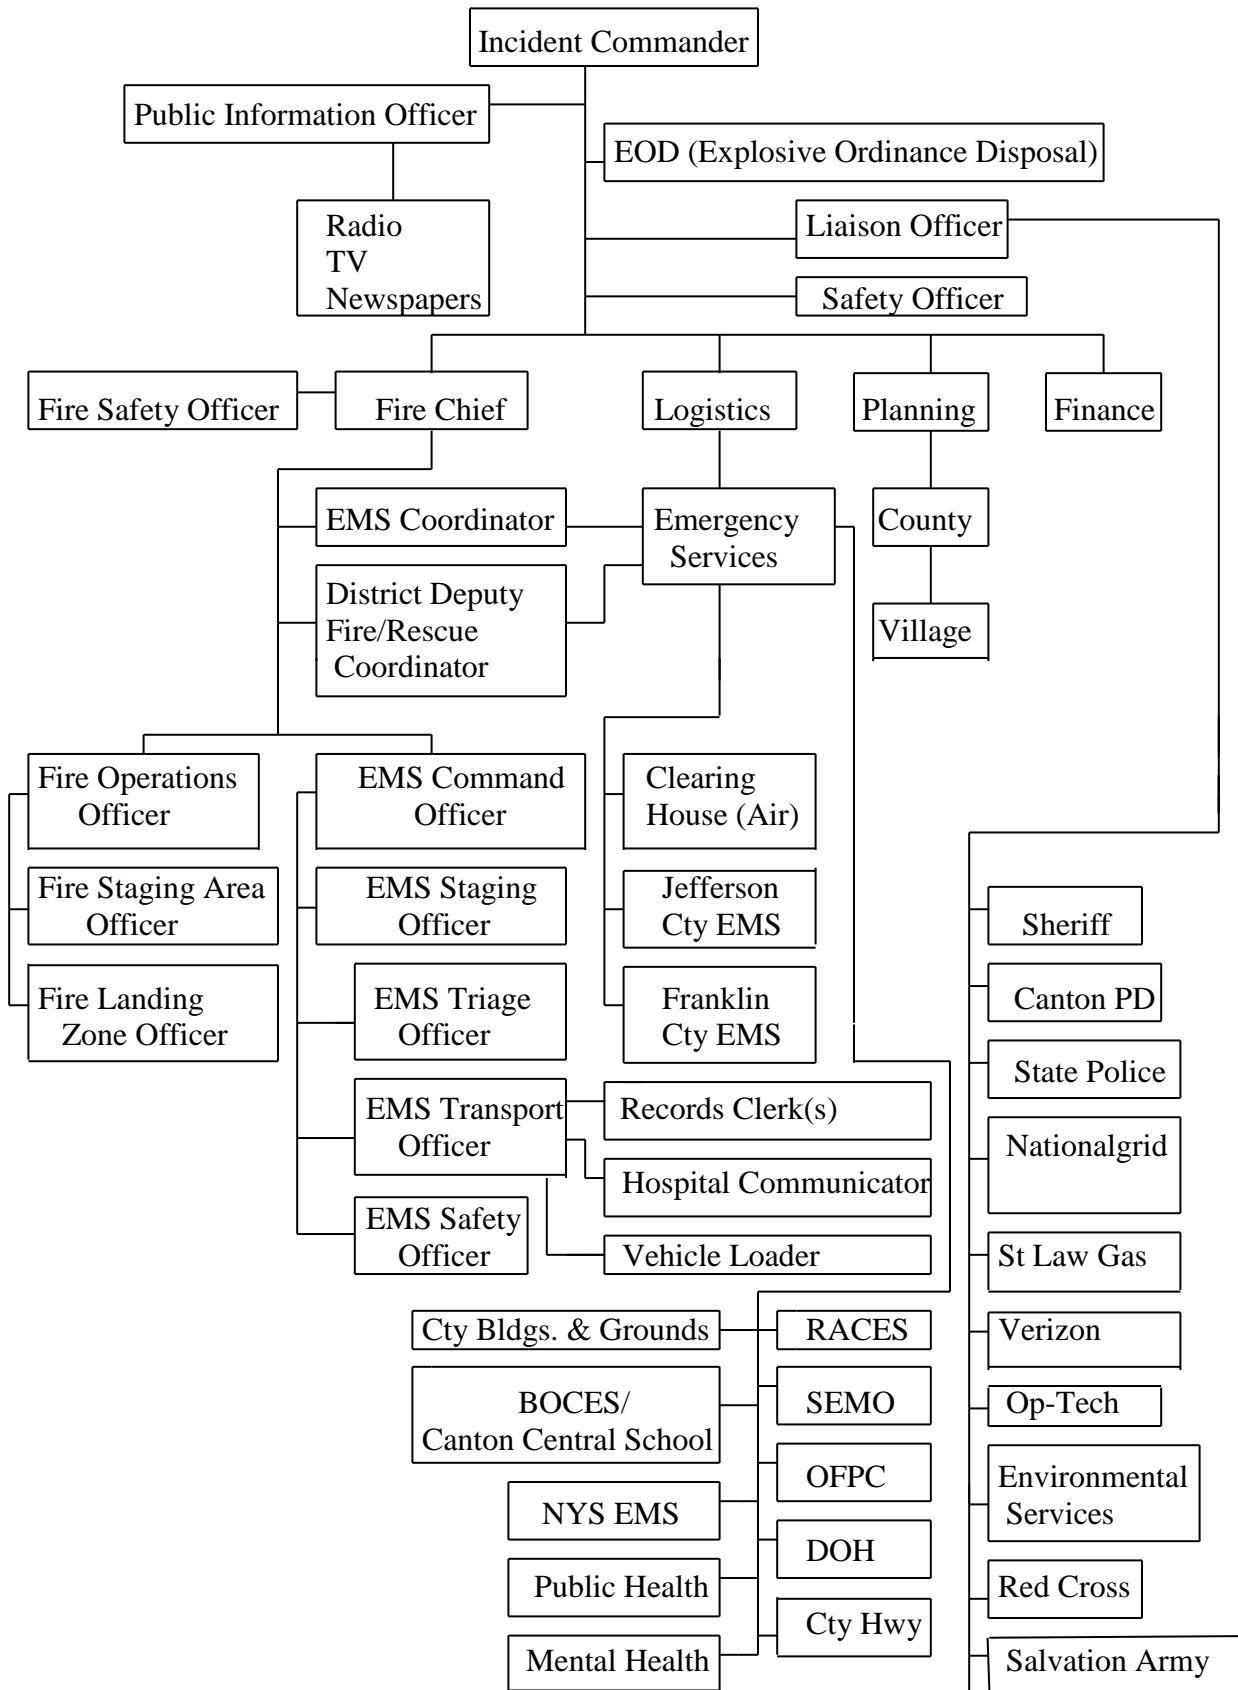 Incident Commander
Public Information Officer
EOD (Explosive Ordinance Disposal)
Radio
TV
Newspapers
Liaison Officer
Safety Officer
Fire Safety Officer
Fire Chief
Logistics
Planning
Finance
EMS Coordinator
Emergency
Services
County
District Deputy
Fire/Rescue
Coordinator
Village
Fire Operations
Officer
EMS Command
Officer
Clearing
House (Air)
Fire Staging Area
Officer
EMS Staging
Officer
Jefferson
Cty EMS
Sheriff
Fire Landing
Zone Officer
EMS Triage
Officer
Franklin
Cty EMS
Canton PD
State Police
EMS Transport
Officer
Records Clerk(s)
Nationalgrid
Hospital Communicator
EMS Safety
Officer
Vehicle Loader
St Law Gas
Cty Bldgs. & Grounds
RACES
Verizon
BOCES/
Canton Central School
SEMO
Op-Tech
OFPC
Environmental
Services
NYS EMS
DOH
Public Health
Red Cross
Cty Hwy
Mental Health
Salvation Army